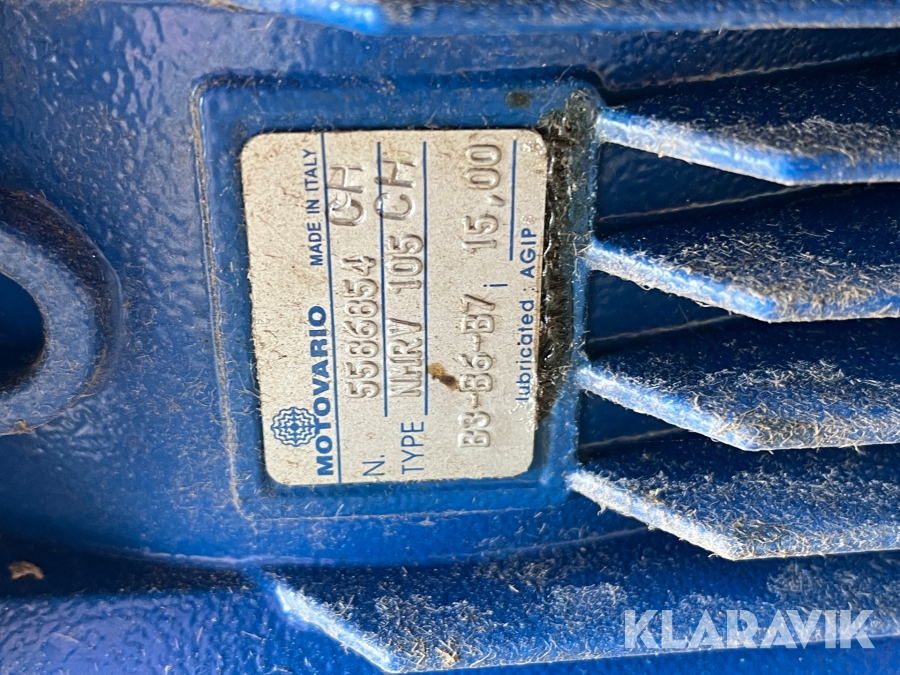 MOTOVARIO MADE IN ITALY
N. 5586854 CH
TYPE NMRV 105 CH
B3-B6-B7 i 15,00
lubricated : AGIP
KLARAVIK